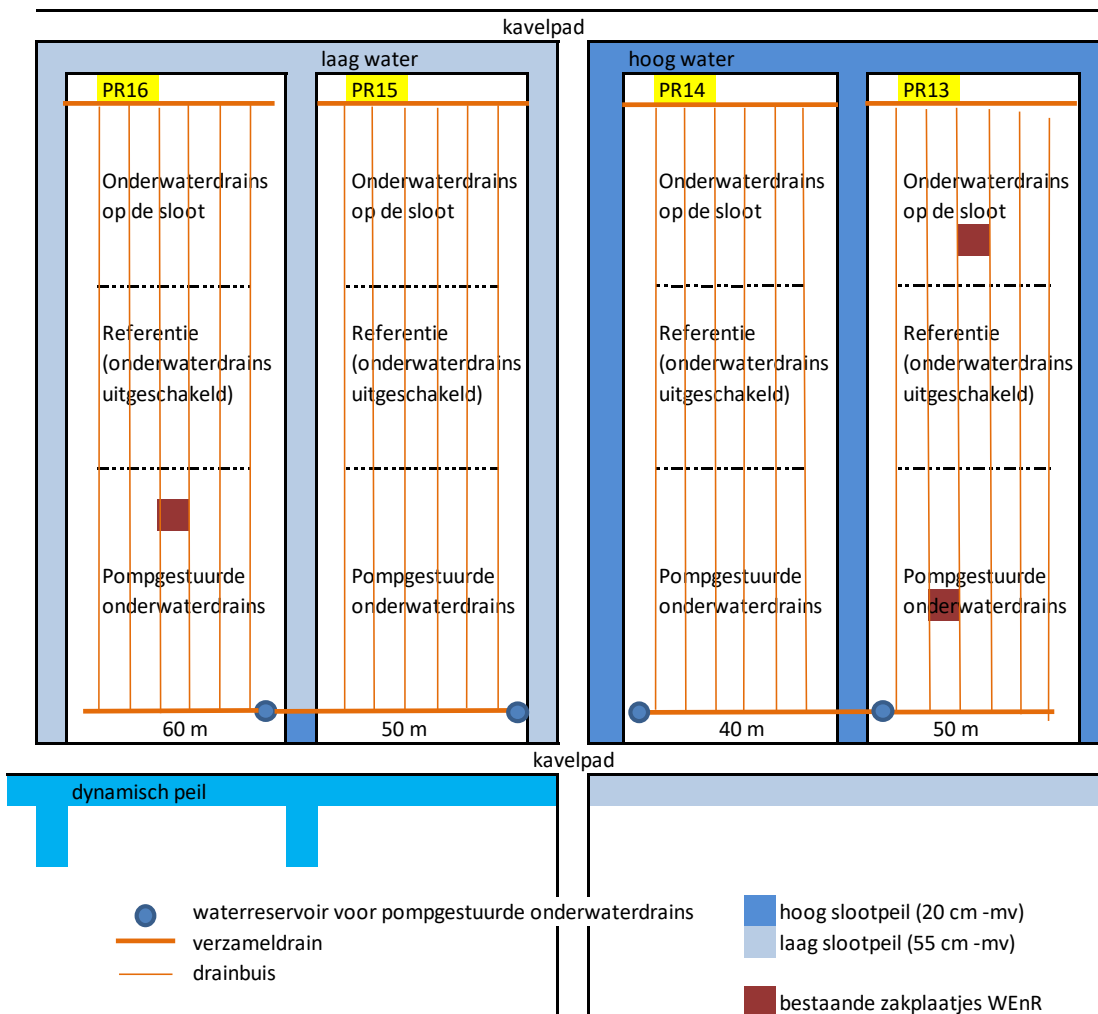 kavelpad
laag water
hoog water
PR16
PR15
PR14
PR13
Onderwaterdrains
op de sloot
Onderwaterdrains
op de sloot
Onderwaterdrains
op de sloot
Onderwaterdrains
op de sloot
Referentie
(onderwaterdrains
uitgeschakeld)
Referentie
(onderwaterdrains
uitgeschakeld)
Referentie
(onderwaterdrains
uitgeschakeld)
Referentie
(onderwaterdrains
uitgeschakeld)
Pompgestuurde
onderwaterdrains
Pompgestuurde
onderwaterdrains
Pompgestuurde
onderwaterdrains
Pompgestuurde
onderwaterdrains
60 m
50 m
40 m
50 m
kavelpad
dynamisch peil
waterreservoir voor pompgestuurde onderwaterdrains
verzameldrain
drainbuis
hoog slootpeil (20 cm -mv)
laag slootpeil (55 cm -mv)
bestaande zakplaatjes WEnR